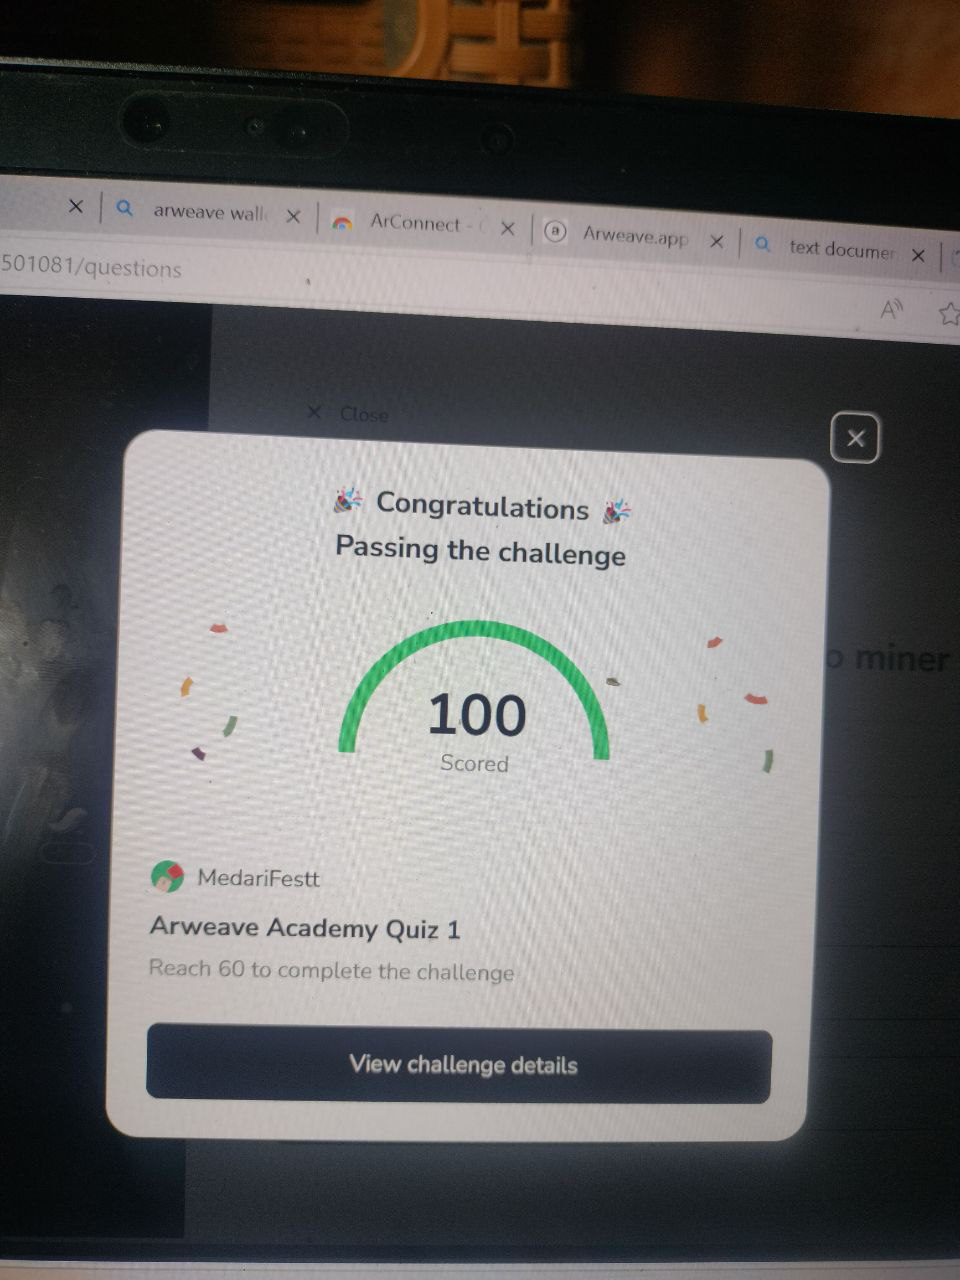 arweave wall
ArConnect - 
Arweave.app
text documer
501081/questions
Close
Congratulations
Passing the challenge
o miner
100
Scored
MedariFestt
Arweave Academy Quiz 1
Reach 60 to complete the challenge
View challenge details